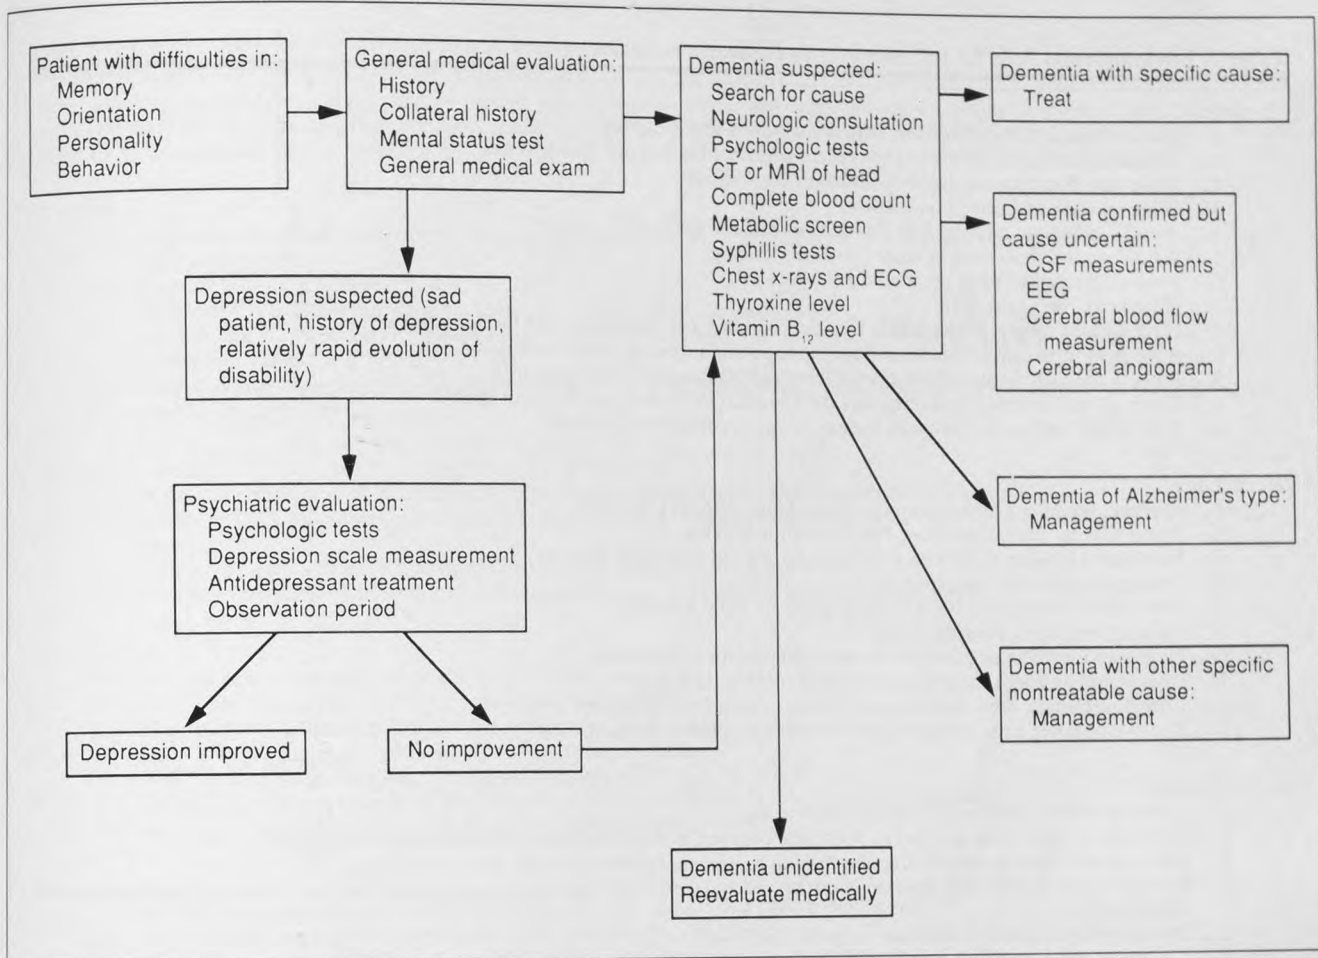 Patient with difficulties in:
Memory
Orientation
Personality
Behavior
General medical evaluation:
History
Collateral history
Mental status test
General medical exam
Dementia suspected:
Search for cause
Neurologic consultation
Psychologic tests
CT or MRI of head
Complete blood count
Metabolic screen
Syphillis tests
Chest x-rays and ECG
Thyroxine level
Vitamin B₁₂ level
Dementia with specific cause:
Treat
Dementia confirmed but
cause uncertain:
CSF measurements
EEG
Cerebral blood flow
measurement
Cerebral angiogram
Depression suspected (sad
patient, history of depression,
relatively rapid evolution of
disability)
Psychiatric evaluation:
Psychologic tests
Depression scale measurement
Antidepressant treatment
Observation period
Dementia of Alzheimer's type:
Management
Dementia with other specific
nontreatable cause:
Management
Depression improved
No improvement
Dementia unidentified
Reevaluate medically